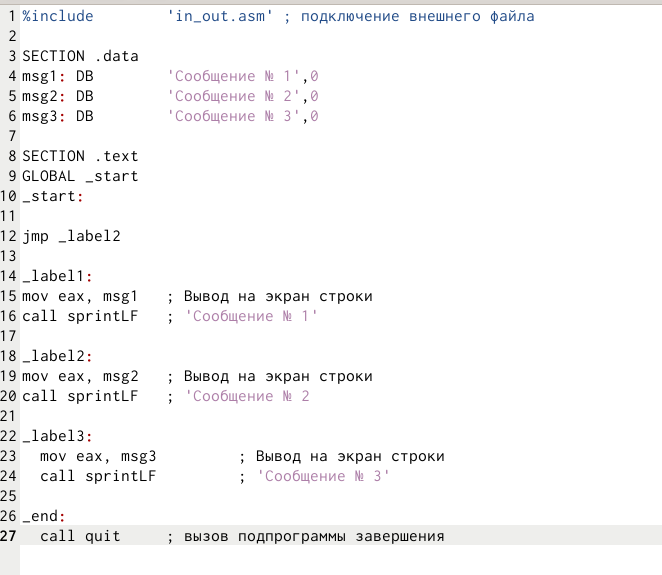 1 %include 'in_out.asm' ; подключение внешнего файла
2
3 SECTION .data
4 msg1: DB 'Сообщение № 1',0
5 msg2: DB 'Сообщение № 2',0
6 msg3: DB 'Сообщение № 3',0
7
8 SECTION .text
9 GLOBAL _start
10 _start:
11
12 jmp _label2
13
14 _label1:
15 mov eax, msg1 ; Вывод на экран строки
16 call sprintLF ; 'Сообщение № 1'
17
18 _label2:
19 mov eax, msg2 ; Вывод на экран строки
20 call sprintLF ; 'Сообщение № 2
21
22 _label3:
23 mov eax, msg3 ; Вывод на экран строки
24 call sprintLF ; 'Сообщение № 3'
25
26 _end:
27 call quit ; вызов подпрограммы завершения